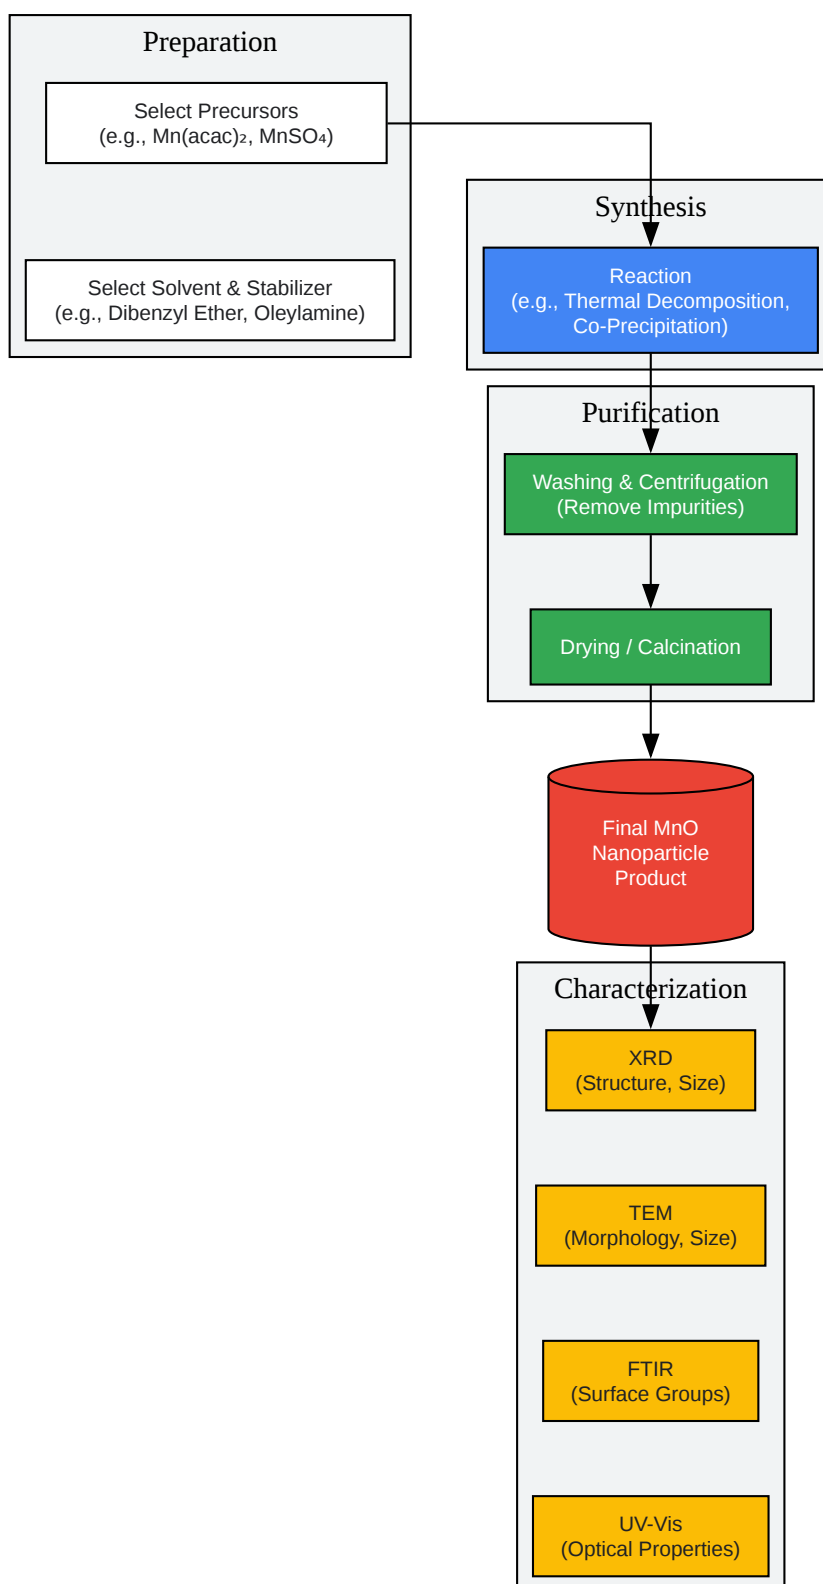 Preparation
Select Precursors
(e.g., Mn(acac)₂, MnSO₄)
Select Solvent & Stabilizer
(e.g., Dibenzyl Ether, Oleylamine)
Synthesis
Reaction
(e.g., Thermal Decomposition,
Co-Precipitation)
Purification
Washing & Centrifugation
(Remove Impurities)
Drying / Calcination
Final MnO
Nanoparticle
Product
Characterization
XRD
(Structure, Size)
TEM
(Morphology, Size)
FTIR
(Surface Groups)
UV-Vis
(Optical Properties)